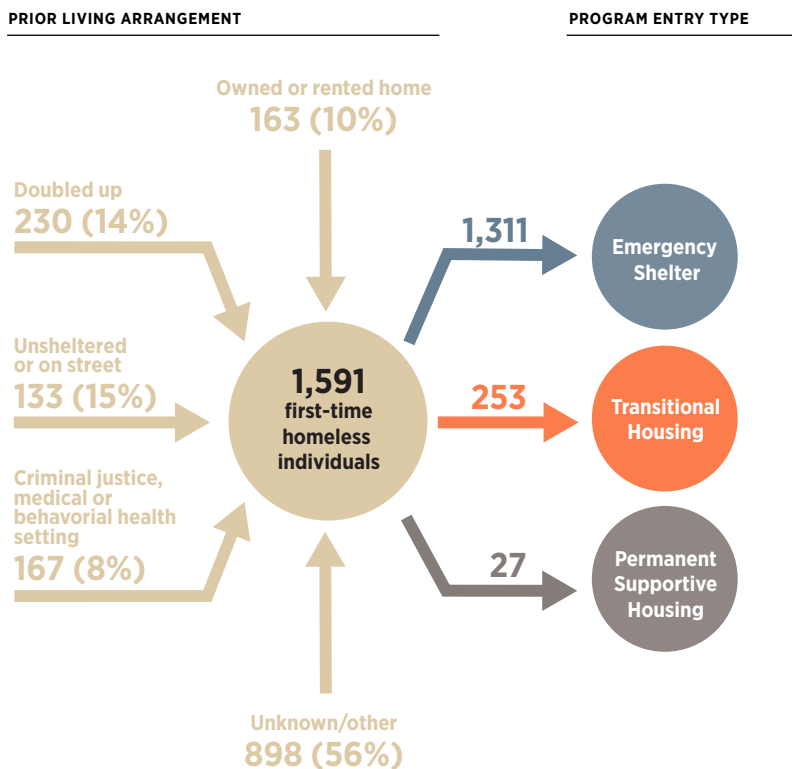 PRIOR LIVING ARRANGEMENT
PROGRAM ENTRY TYPE
Owned or rented home
163 (10%)
Doubled up
230 (14%)
Unsheltered
or on street
133 (15%)
Criminal justice,
medical or
behavorial health
setting
167 (8%)
Unknown/other
898 (56%)
1,591
first-time
homeless
individuals
1,311
Emergency
Shelter
253
Transitional
Housing
27
Permanent
Supportive
Housing